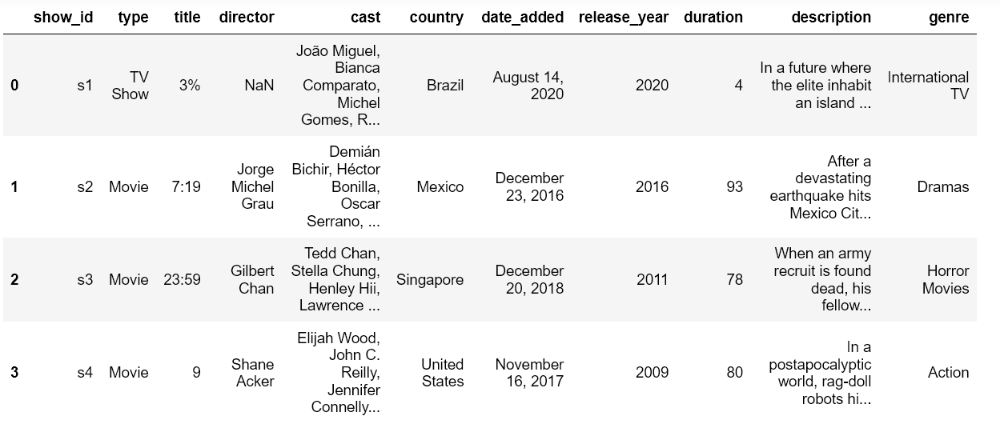 show_id type title director cast country date_added release_year duration description genre
0 s1 TV Show 3% NaN João Miguel, Bianca Comparato, Michel Gomes, R... Brazil August 14, 2020 2020 4 In a future where the elite inhabit an island ... International TV
1 s2 Movie 7:19 Jorge Michel Grau Demián Bichir, Héctor Bonilla, Oscar Serrano, ... Mexico December 23, 2016 2016 93 After a devastating earthquake hits Mexico Cit... Dramas
2 s3 Movie 23:59 Gilbert Chan Tedd Chan, Stella Chung, Henley Hii, Lawrence ... Singapore December 20, 2018 2011 78 When an army recruit is found dead, his fellow... Horror Movies
3 s4 Movie 9 Shane Acker Elijah Wood, John C. Reilly, Jennifer Connelly... United States November 16, 2017 2009 80 In a postapocalyptic world, rag-doll robots hi... Action